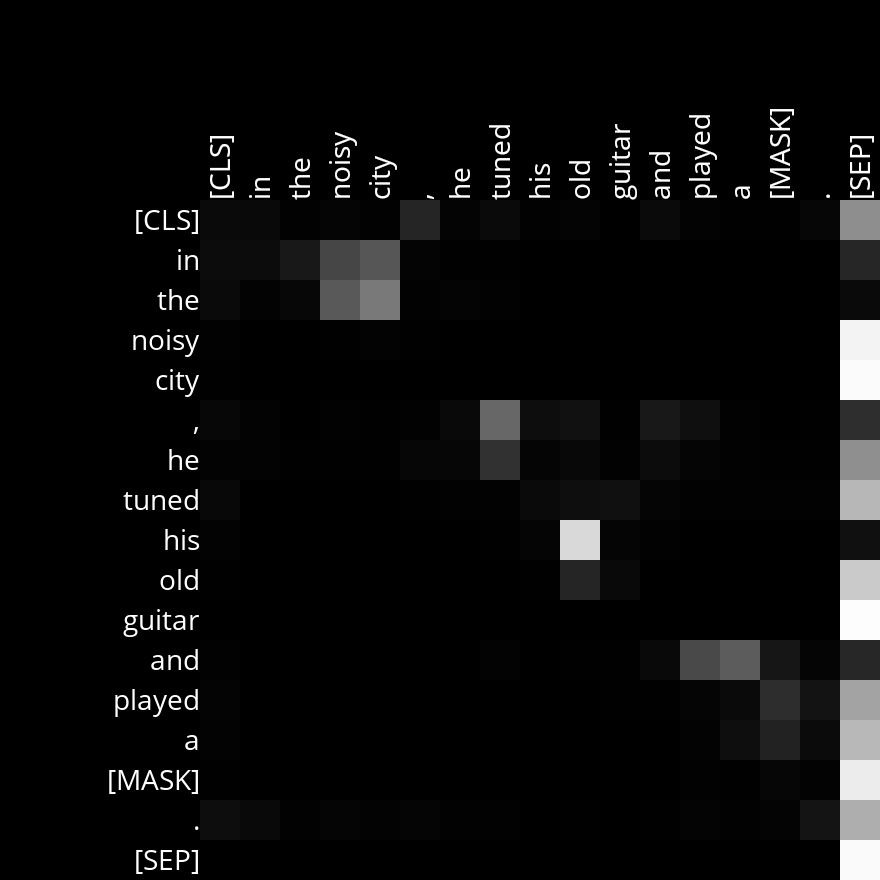 [CLS] in the noisy city , he tuned his old guitar and played a [MASK] . [SEP]
[CLS]
in
the
noisy
city
,
he
tuned
his
old
guitar
and
played
a
[MASK]
.
[SEP]